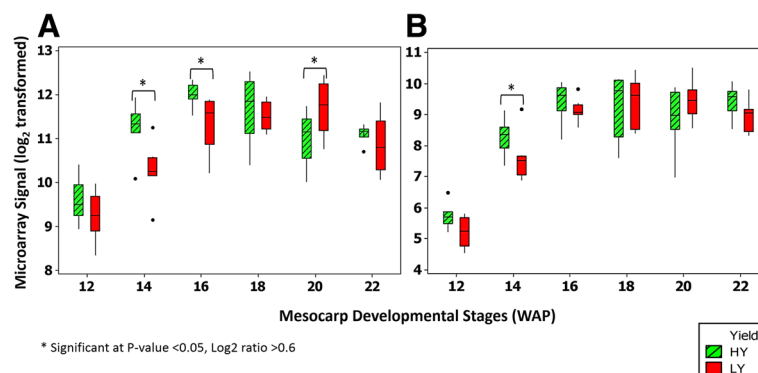 A
B
Microarray Signal (log2 transformed)
13
12
11
10
9
8
*
*
*
12 14 16 18 20 22
11
10
9
8
7
6
5
4
*
12 14 16 18 20 22
Mesocarp Developmental Stages (WAP)
* Significant at P-value <0.05, Log2 ratio >0.6
Yield
HY
LY